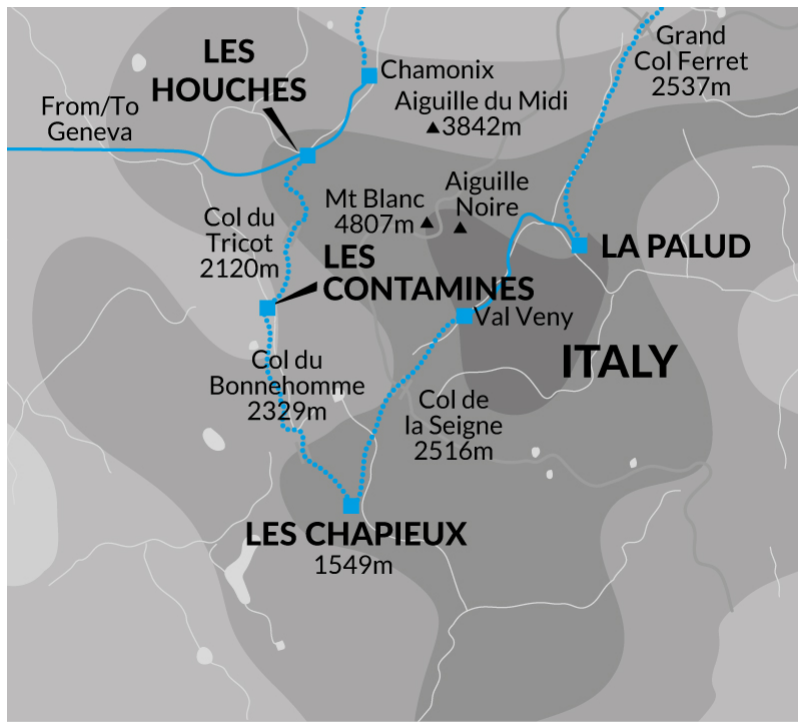 LES
HOUCHES
Chamonix
Grand
Col Ferret
2537m
From/To
Geneva
Aiguille du Midi
3842m
Mt Blanc
4807m
Aiguille
Noire
Col du
Tricot
2120m
LES
CONTAMINES
LA PALUD
Val Veny
ITALY
Col du
Bonnehomme
2329m
Col de
la Seigne
2516m
LES CHAPIEUX
1549m